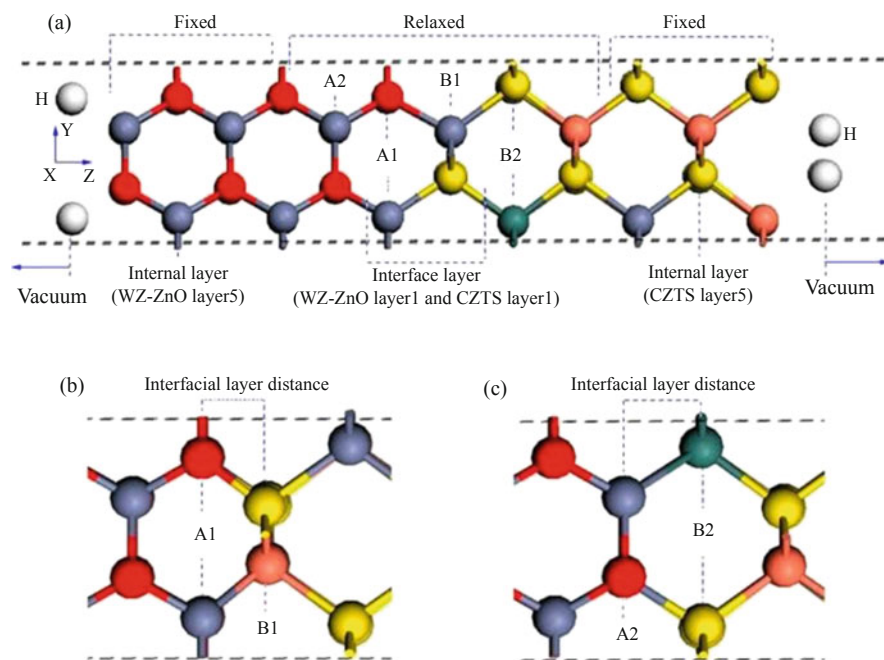 (a)
Fixed
Relaxed
Fixed
H
A2
B1
Y
X
Z
A1
B2
H
Internal layer
(WZ-ZnO layer5)
Interface layer
(WZ-ZnO layer1 and CZTS layer1)
Internal layer
(CZTS layer5)
Vacuum
Vacuum
(b)
Interfacial layer distance
A1
B1
(c)
Interfacial layer distance
B2
A2